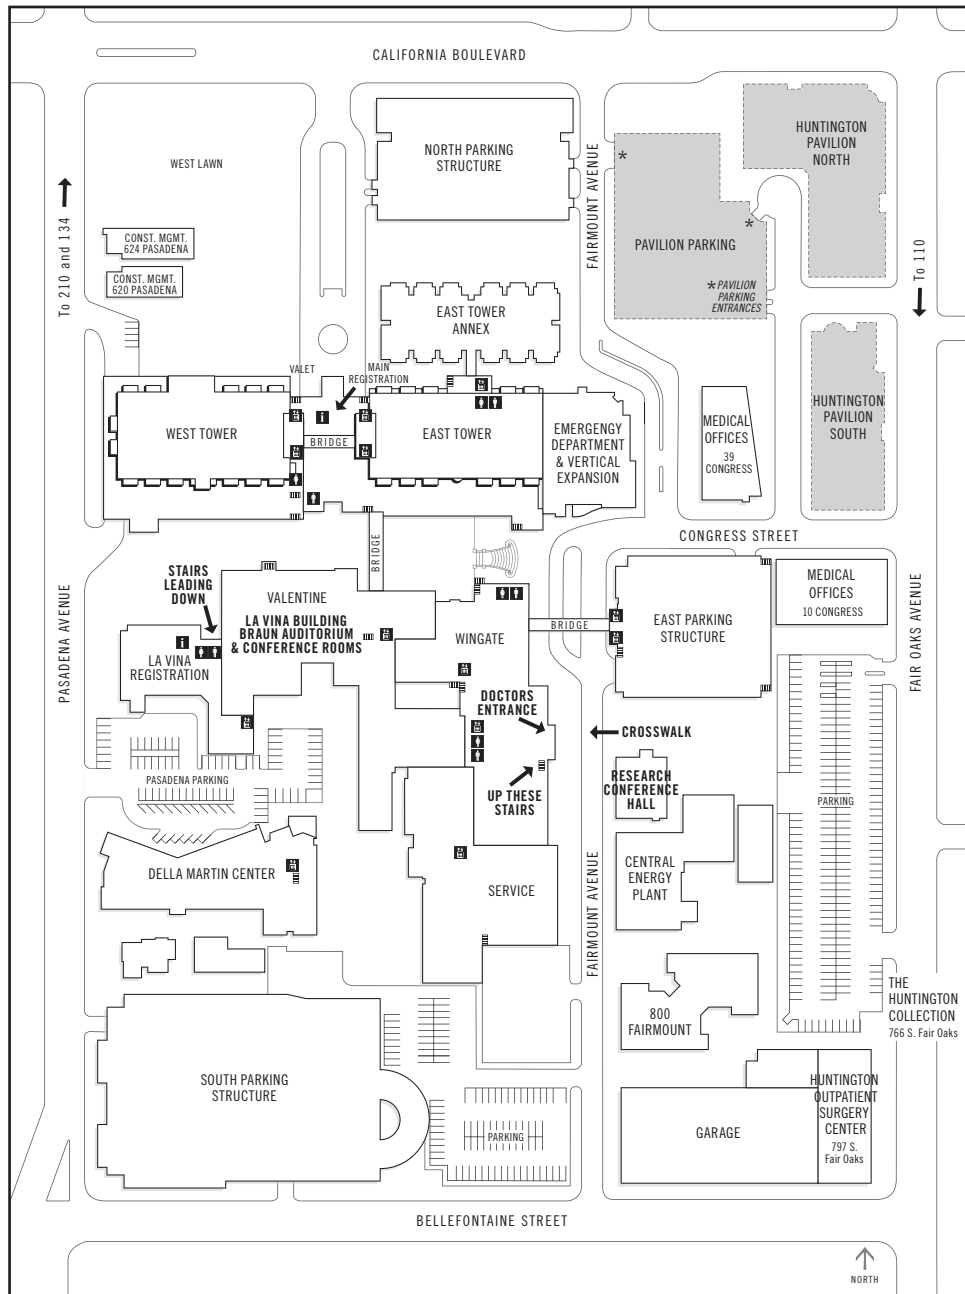 CALIFORNIA BOULEVARD
WEST LAWN
NORTH PARKING
STRUCTURE
FAIRMOUNT AVENUE
HUNTINGTON
PAVILION
NORTH
*
PAVILION PARKING
*
*PAVILION
PARKING
ENTRANCES
To 210 and 134
To 110
CONST. MGMT.
624 PASADENA
CONST. MGMT.
620 PASADENA
EAST TOWER
ANNEX
VALET
MAIN
REGISTRATION
i
WEST TOWER
BRIDGE
EAST TOWER
EMERGENGY
DEPARTMENT
& VERTICAL
EXPANSION
MEDICAL
OFFICES
39
CONGRESS
HUNTINGTON
PAVILION
SOUTH
CONGRESS STREET
BRIDGE
STAIRS
LEADING
DOWN
VALENTINE
LA VINA BUILDING
BRAUN AUDITORIUM
& CONFERENCE ROOMS
i
LA VINA
REGISTRATION
WINGATE
BRIDGE
EAST PARKING
STRUCTURE
MEDICAL
OFFICES
10 CONGRESS
PASADENA AVENUE
FAIR OAKS AVENUE
DOCTORS
ENTRANCE
CROSSWALK
UP THESE
STAIRS
RESEARCH
CONFERENCE
HALL
PASADENA PARKING
PARKING
DELLA MARTIN CENTER
SERVICE
CENTRAL
ENERGY
PLANT
FAIRMOUNT AVENUE
800
FAIRMOUNT
THE
HUNTINGTON
COLLECTION
766 S. Fair Oaks
SOUTH PARKING
STRUCTURE
PARKING
GARAGE
HUNTINGTON
OUTPATIENT
SURGERY
CENTER
797 S.
Fair Oaks
BELLEFONTAINE STREET
NORTH